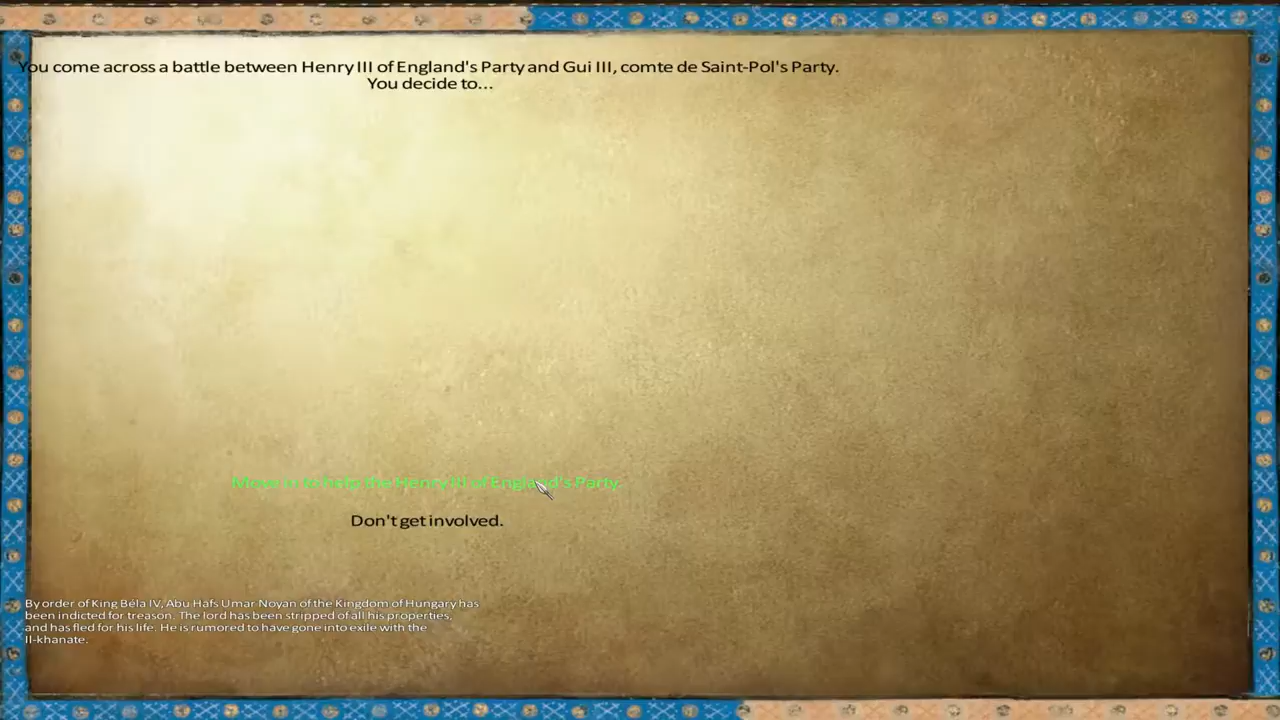 You come across a battle between Henry III of England's Party and Gui III, comte de Saint-Pol's Party.
You decide to...
Move in to help the Henry III of England's Party.
Don't get involved.
By order of King Béla IV, Abu Hafs Umar Noyan of the Kingdom of Hungary has
been indicted for treason. The lord has been stripped of all his properties,
and has fled for his life. He is rumored to have gone into exile with the
Il-khanate.